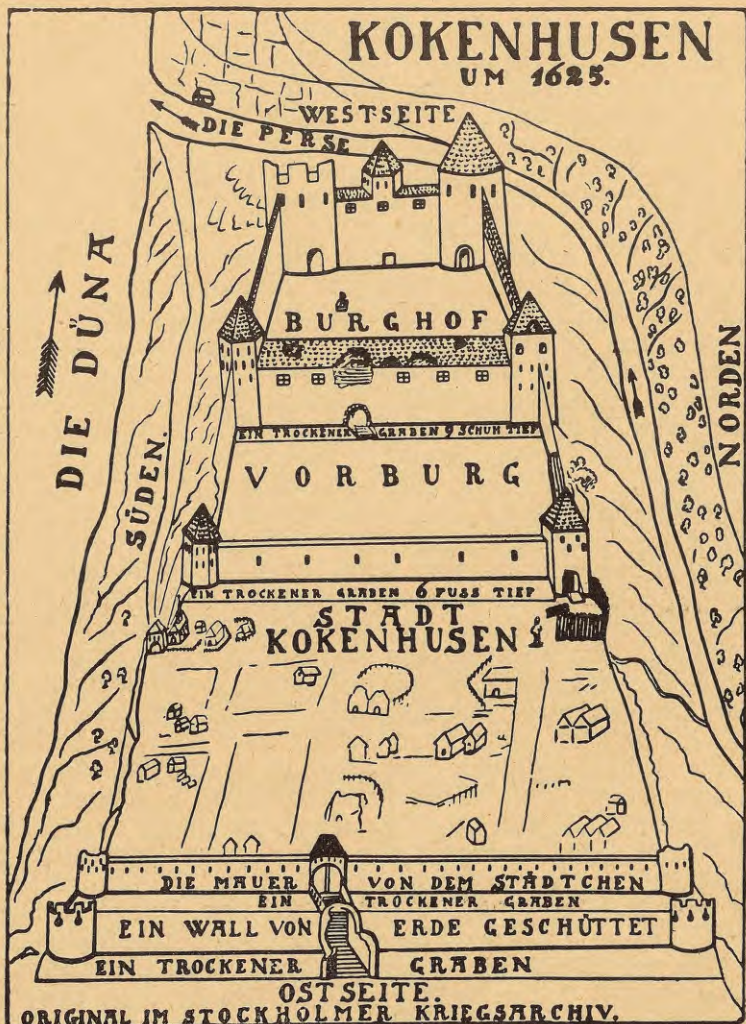 KOKENHUSEN
UM 1625.
WESTSEITE
DIE PERSE
DIE DÜNA
SÜDEN.
NORDEN
BURGHOF
EIN TROCKENER GRABEN 9 SCHUH TIEF
VORBURG
EIN TROCKENER GRABEN 6 FUSS TIEF
STADT
KOKENHUSEN
DIE MAUER VON DEM STÄDTCHEN
EIN TROCKENER GRABEN
EIN WALL VON ERDE GESCHÜTTET
EIN TROCKENER GRABEN
OSTSEITE.
ORIGINAL IM STOCKHOLMER KRIEGSARCHIV.